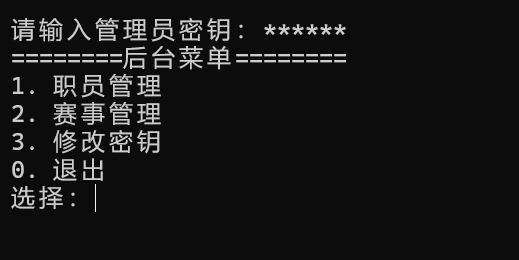 请输入管理员密钥：******
========后台菜单========
1. 职员管理
2. 赛事管理
3. 修改密钥
0. 退出
选择：